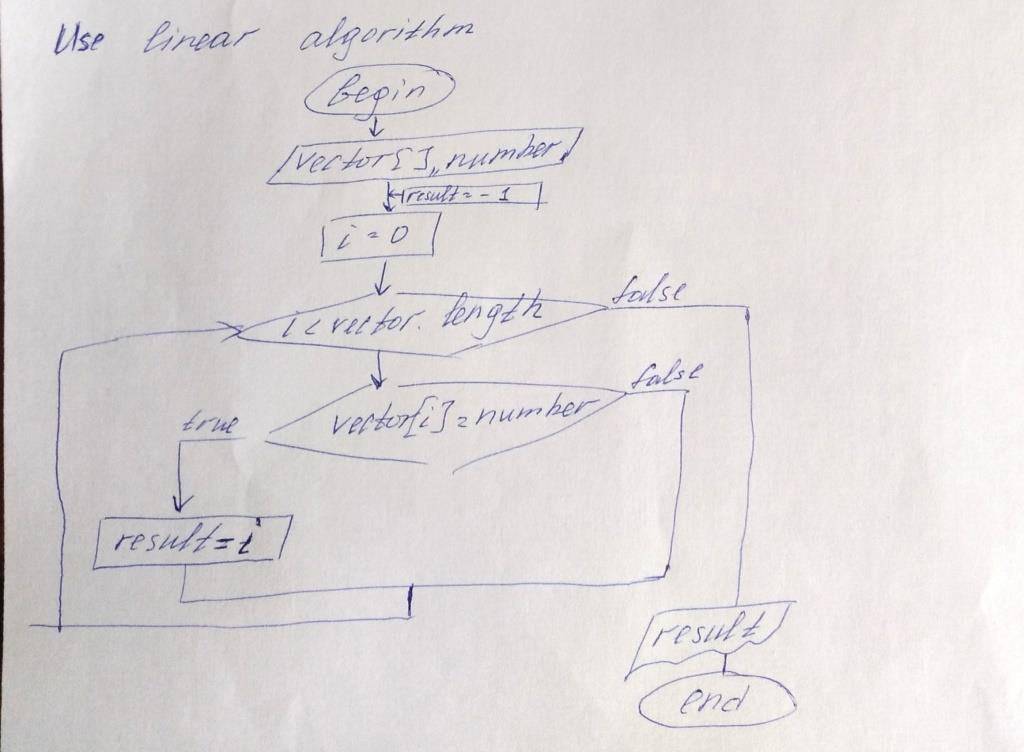 Use linear algorithm
begin
vector[],, number
result = - 1
i = 0
i < vector. length
false
vector[i] = number
false
true
result = i
result
end